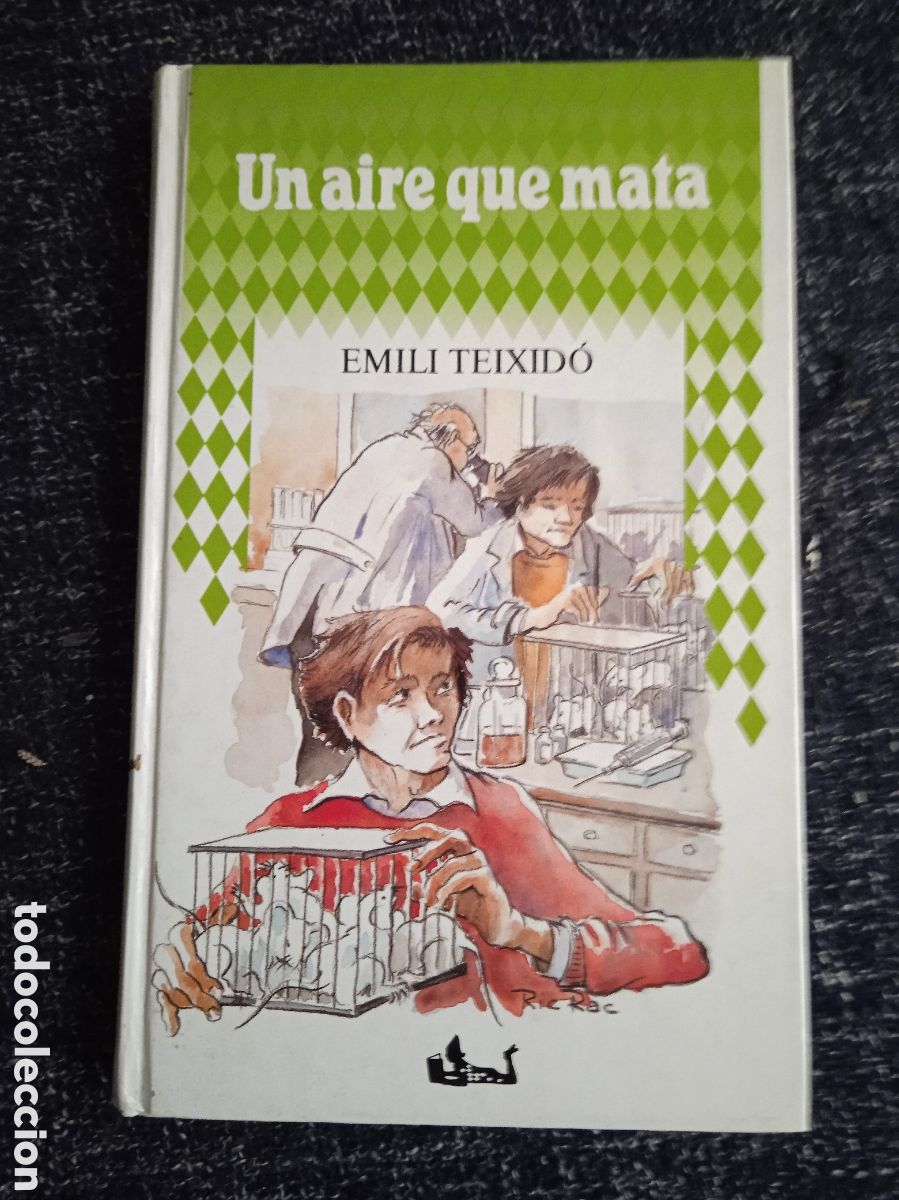 Un aire que mata
EMILI TEIXIDÓ
Ric Rac
todocoleccion